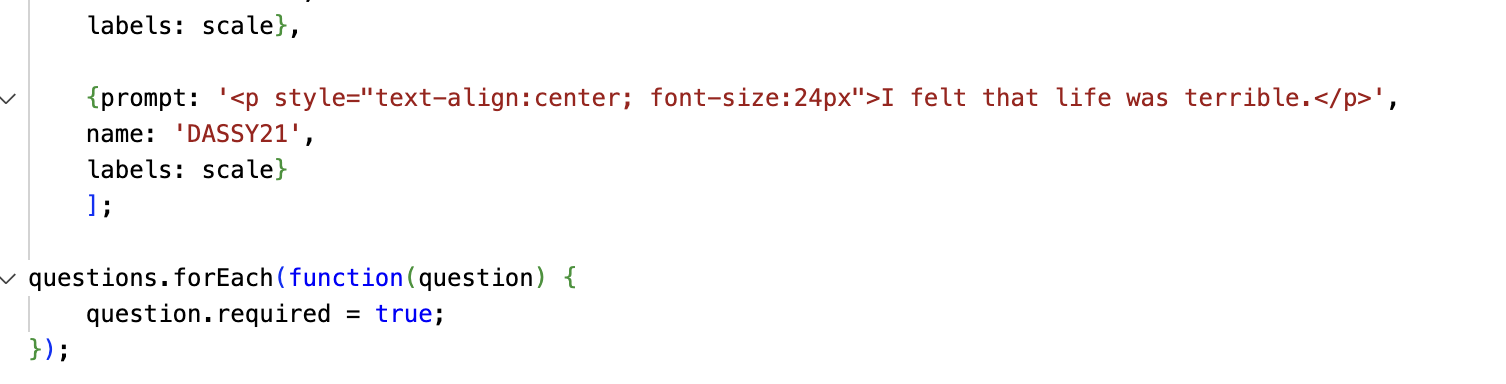 labels: scale},
{prompt: '<p style="text-align:center; font-size:24px">I felt that life was terrible.</p>',
name: 'DASSY21',
labels: scale}
];
questions.forEach(function(question) {
question.required = true;
});